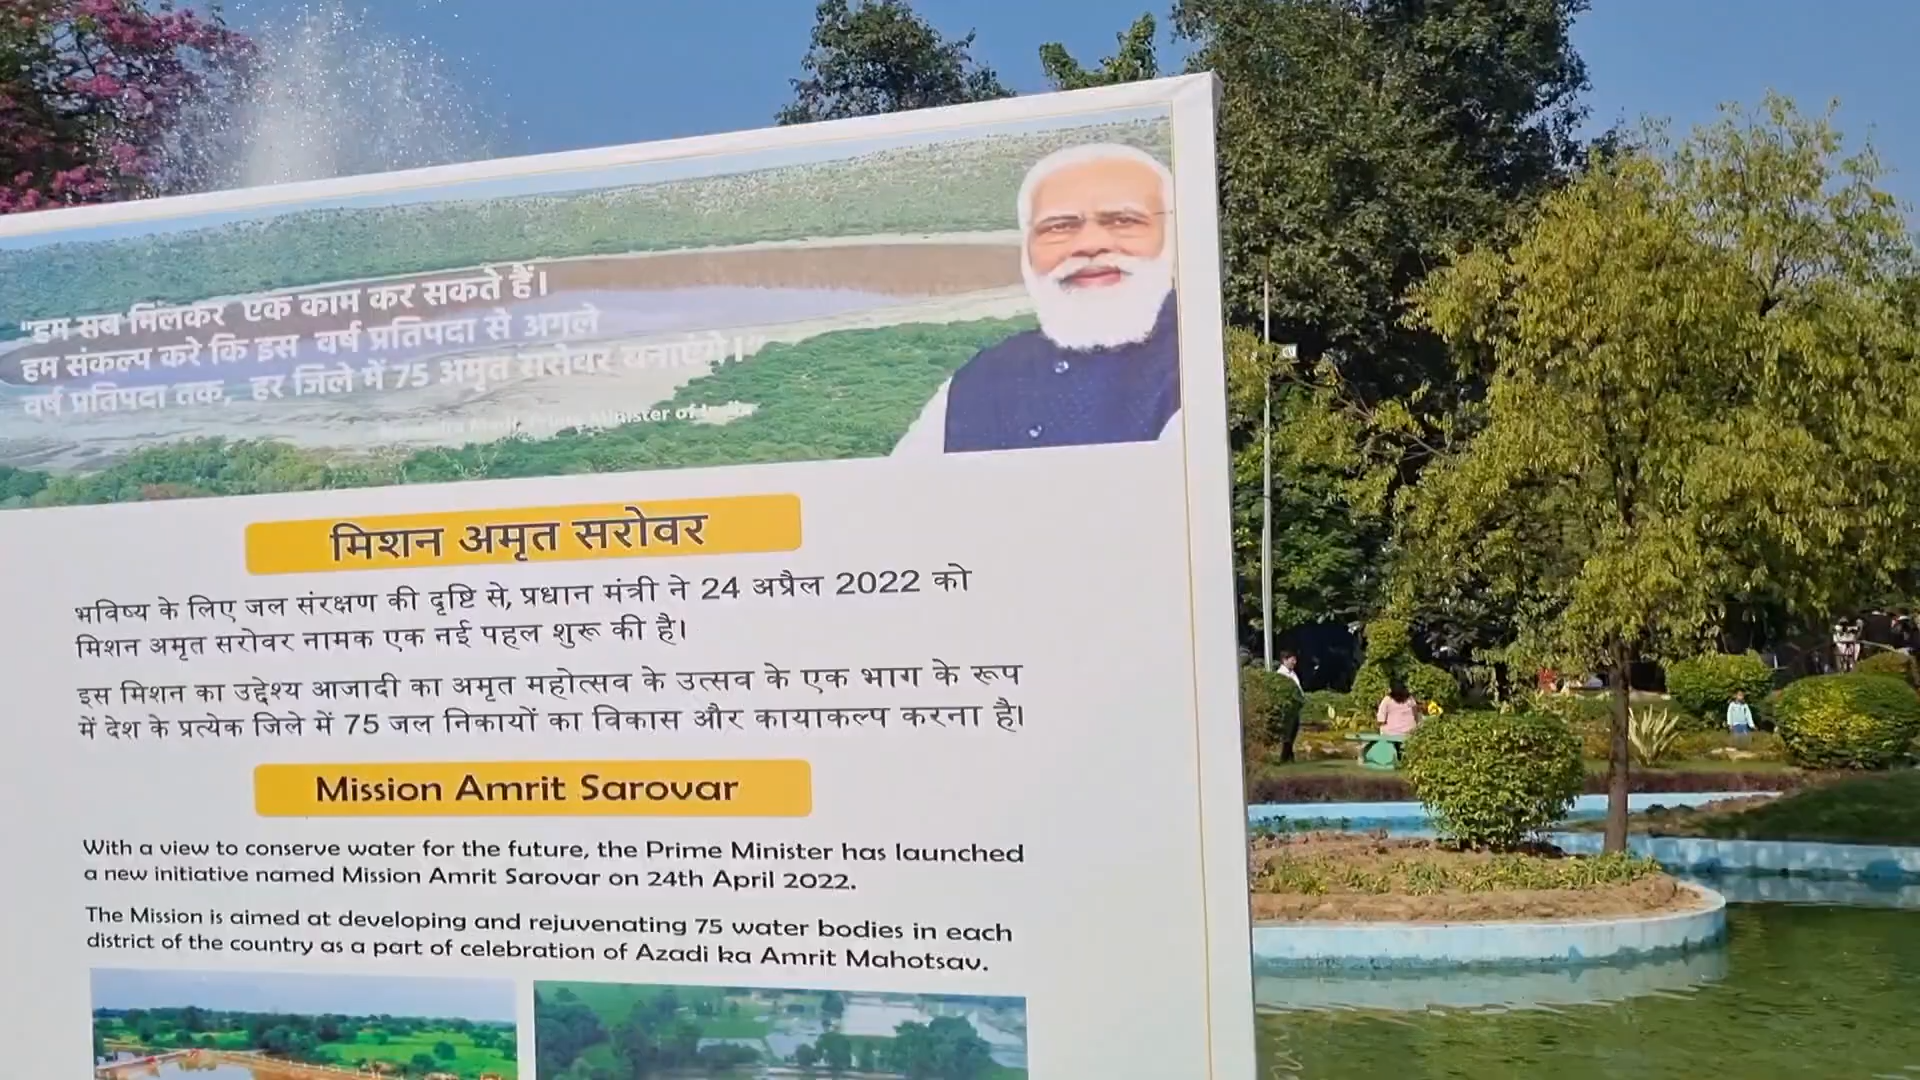 "हम सब मिलकर एक काम कर सकते हैं।
हम संकल्प करे कि इस वर्ष प्रतिपदा से अगले
वर्ष प्रतिपदा तक, हर जिले में 75 अमृत सरोवर बनाएंगे।"
Prime Minister of India
मिशन अमृत सरोवर
भविष्य के लिए जल संरक्षण की दृष्टि से, प्रधान मंत्री ने 24 अप्रैल 2022 को
मिशन अमृत सरोवर नामक एक नई पहल शुरू की है।
इस मिशन का उद्देश्य आजादी का अमृत महोत्सव के उत्सव के एक भाग के रूप
में देश के प्रत्येक जिले में 75 जल निकायों का विकास और कायाकल्प करना है।
Mission Amrit Sarovar
With a view to conserve water for the future, the Prime Minister has launched
a new initiative named Mission Amrit Sarovar on 24th April 2022.
The Mission is aimed at developing and rejuvenating 75 water bodies in each
district of the country as a part of celebration of Azadi ka Amrit Mahotsav.